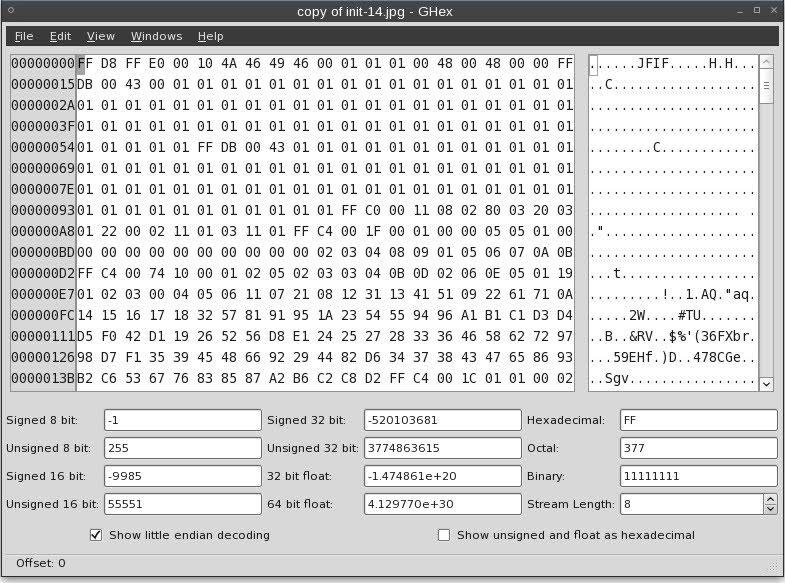 copy of init-14.jpg - GHex
File Edit View Windows Help
00000000 FF D8 FF E0 00 10 4A 46 49 46 00 01 01 01 00 48 00 48 00 00 FF ......JFIF.....H.H...
00000015 DB 00 43 00 01 01 01 01 01 01 01 01 01 01 01 01 01 01 01 01 01 ..C..................
0000002A 01 01 01 01 01 01 01 01 01 01 01 01 01 01 01 01 01 01 01 01 01 .....................
0000003F 01 01 01 01 01 01 01 01 01 01 01 01 01 01 01 01 01 01 01 01 01 .....................
00000054 01 01 01 01 01 FF DB 00 43 01 01 01 01 01 01 01 01 01 01 01 01 ........C............
00000069 01 01 01 01 01 01 01 01 01 01 01 01 01 01 01 01 01 01 01 01 01 .....................
0000007E 01 01 01 01 01 01 01 01 01 01 01 01 01 01 01 01 01 01 01 01 01 .....................
00000093 01 01 01 01 01 01 01 01 01 01 01 FF C0 00 11 08 02 80 03 20 03 ................... .
000000A8 01 22 00 02 11 01 03 11 01 FF C4 00 1F 00 01 00 00 05 05 01 00 ."...................
000000BD 00 00 00 00 00 00 00 00 00 00 02 03 04 08 09 01 05 06 07 0A 0B .....................
000000D2 FF C4 00 74 10 00 01 02 05 02 03 03 04 0B 0D 02 06 0E 05 01 19 ...t.................
000000E7 01 02 03 00 04 05 06 11 07 21 08 12 31 13 41 51 09 22 61 71 0A .........!..1.AQ."aq.
000000FC 14 15 16 17 18 32 57 81 91 95 1A 23 54 55 94 96 A1 B1 C1 D3 D4 .....2W....#TU.......
00000111 D5 F0 42 D1 19 26 52 56 D8 E1 24 25 27 28 33 36 46 58 62 72 97 ..B..&RV..$%'(36FXbr.
00000126 98 D7 F1 35 39 45 48 66 92 29 44 82 D6 34 37 38 43 47 65 86 93 ...59EHf.)D..478CGe..
0000013B B2 C6 53 67 76 83 85 87 A2 B6 C2 C8 D2 FF C4 00 1C 01 01 00 02 ..Sgv................
Signed 8 bit: -1 Signed 32 bit: -520103681 Hexadecimal: FF
Unsigned 8 bit: 255 Unsigned 32 bit: 3774863615 Octal: 377
Signed 16 bit: -9985 32 bit float: -1.474861e+20 Binary: 11111111
Unsigned 16 bit: 55551 64 bit float: 4.129770e+30 Stream Length: 8
Show little endian decoding Show unsigned and float as hexadecimal
Offset: 0